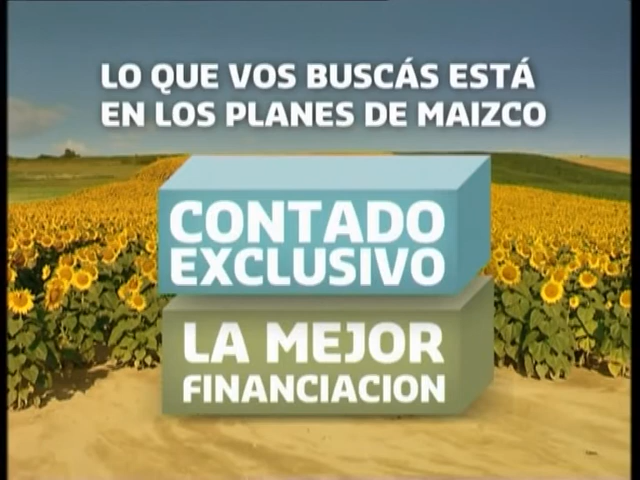 LO QUE VOS BUSCÁS ESTÁ
EN LOS PLANES DE MAIZCO
CONTADO
EXCLUSIVO
LA MEJOR
FINANCIACION